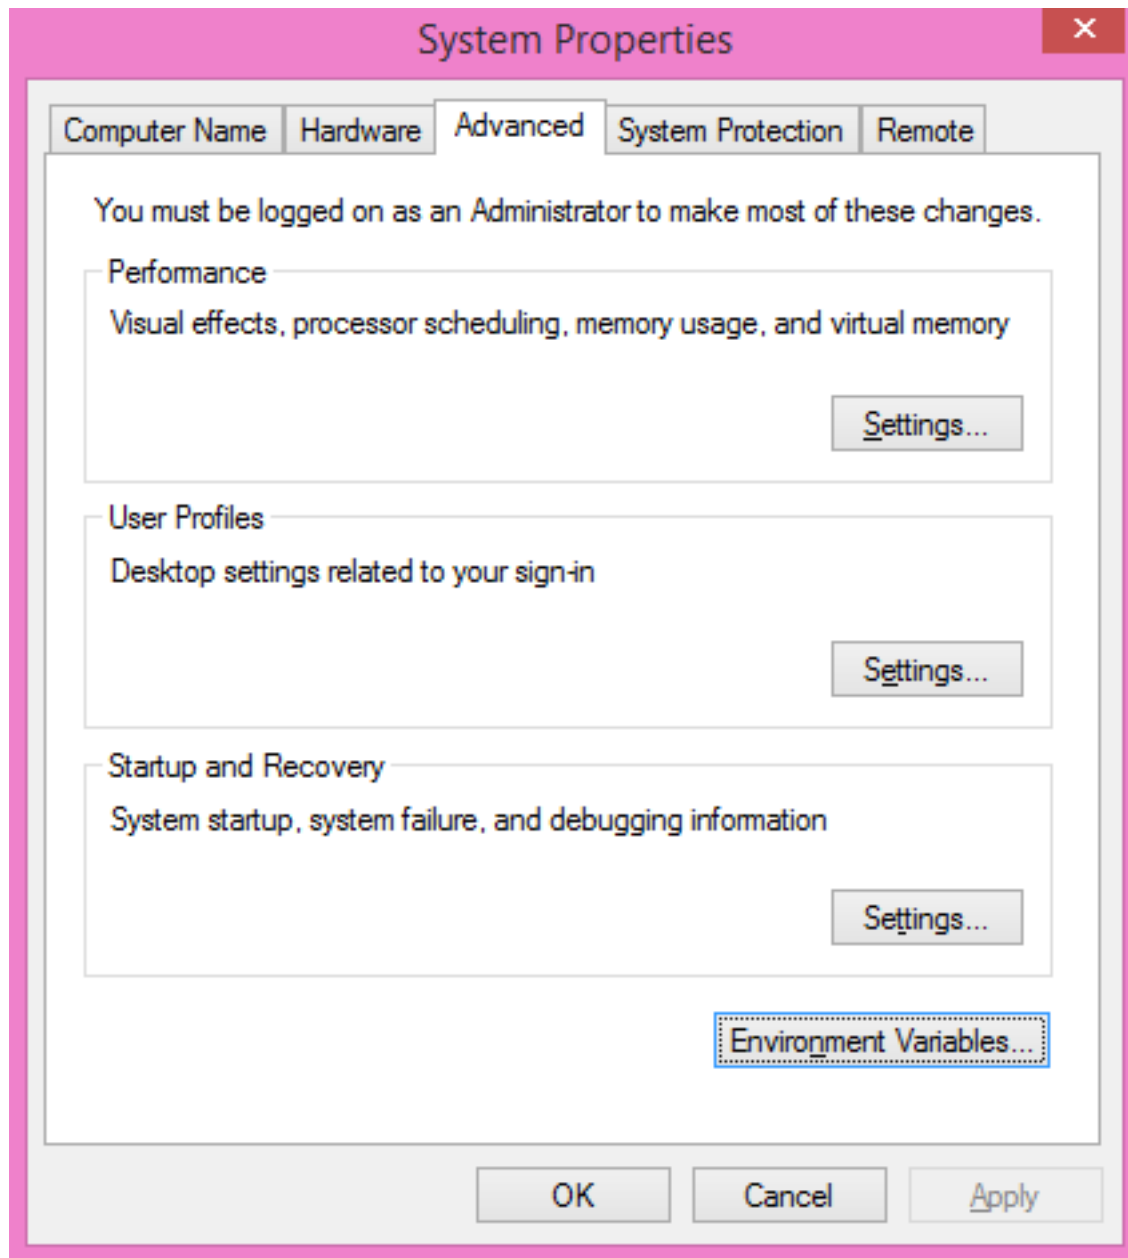 System Properties
Computer Name Hardware Advanced System Protection Remote
You must be logged on as an Administrator to make most of these changes.
Performance
Visual effects, processor scheduling, memory usage, and virtual memory
Settings...
User Profiles
Desktop settings related to your sign-in
Settings...
Startup and Recovery
System startup, system failure, and debugging information
Settings...
Environment Variables...
OK Cancel Apply